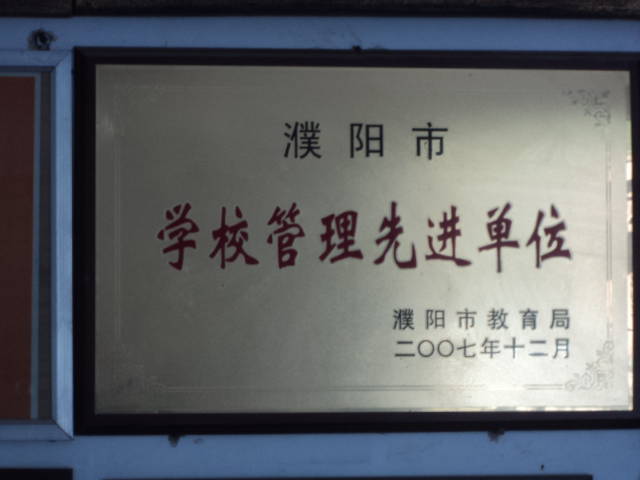 濮阳市
学校管理先进单位
濮阳市教育局
二〇〇七年十二月